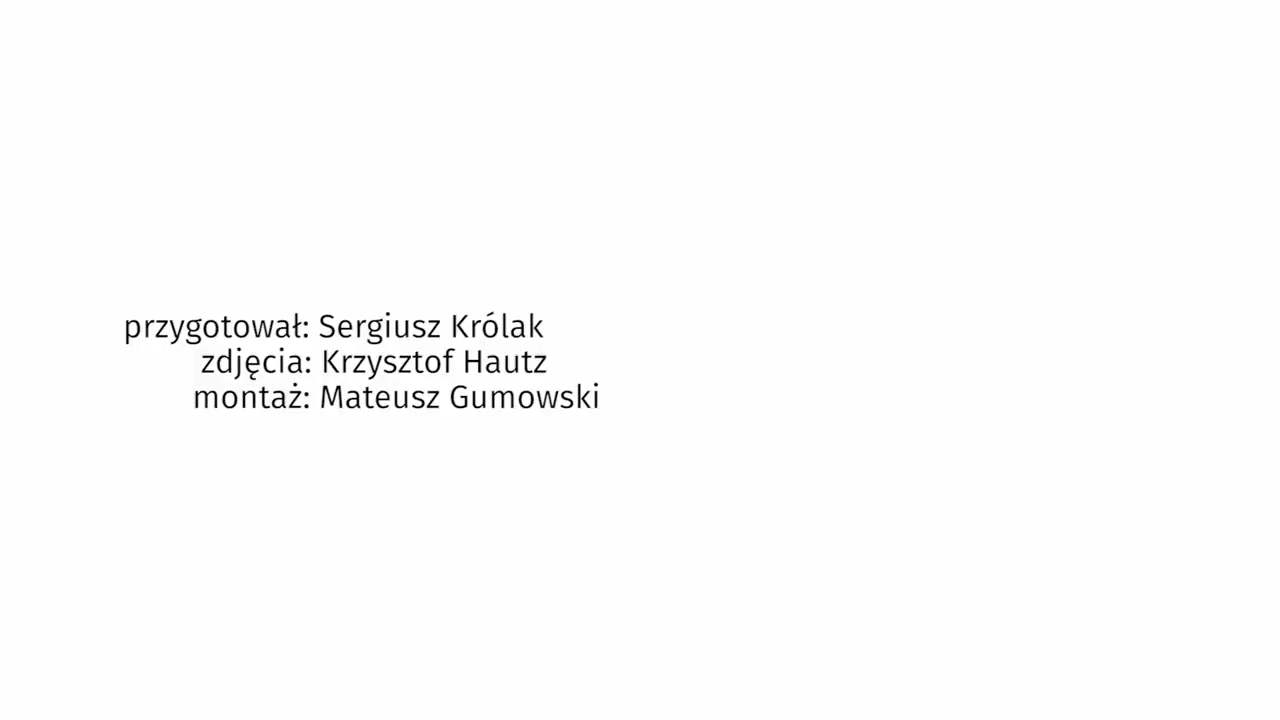 przygotował: Sergiusz Królak
zdjęcia: Krzysztof Hautz
montaż: Mateusz Gumowski